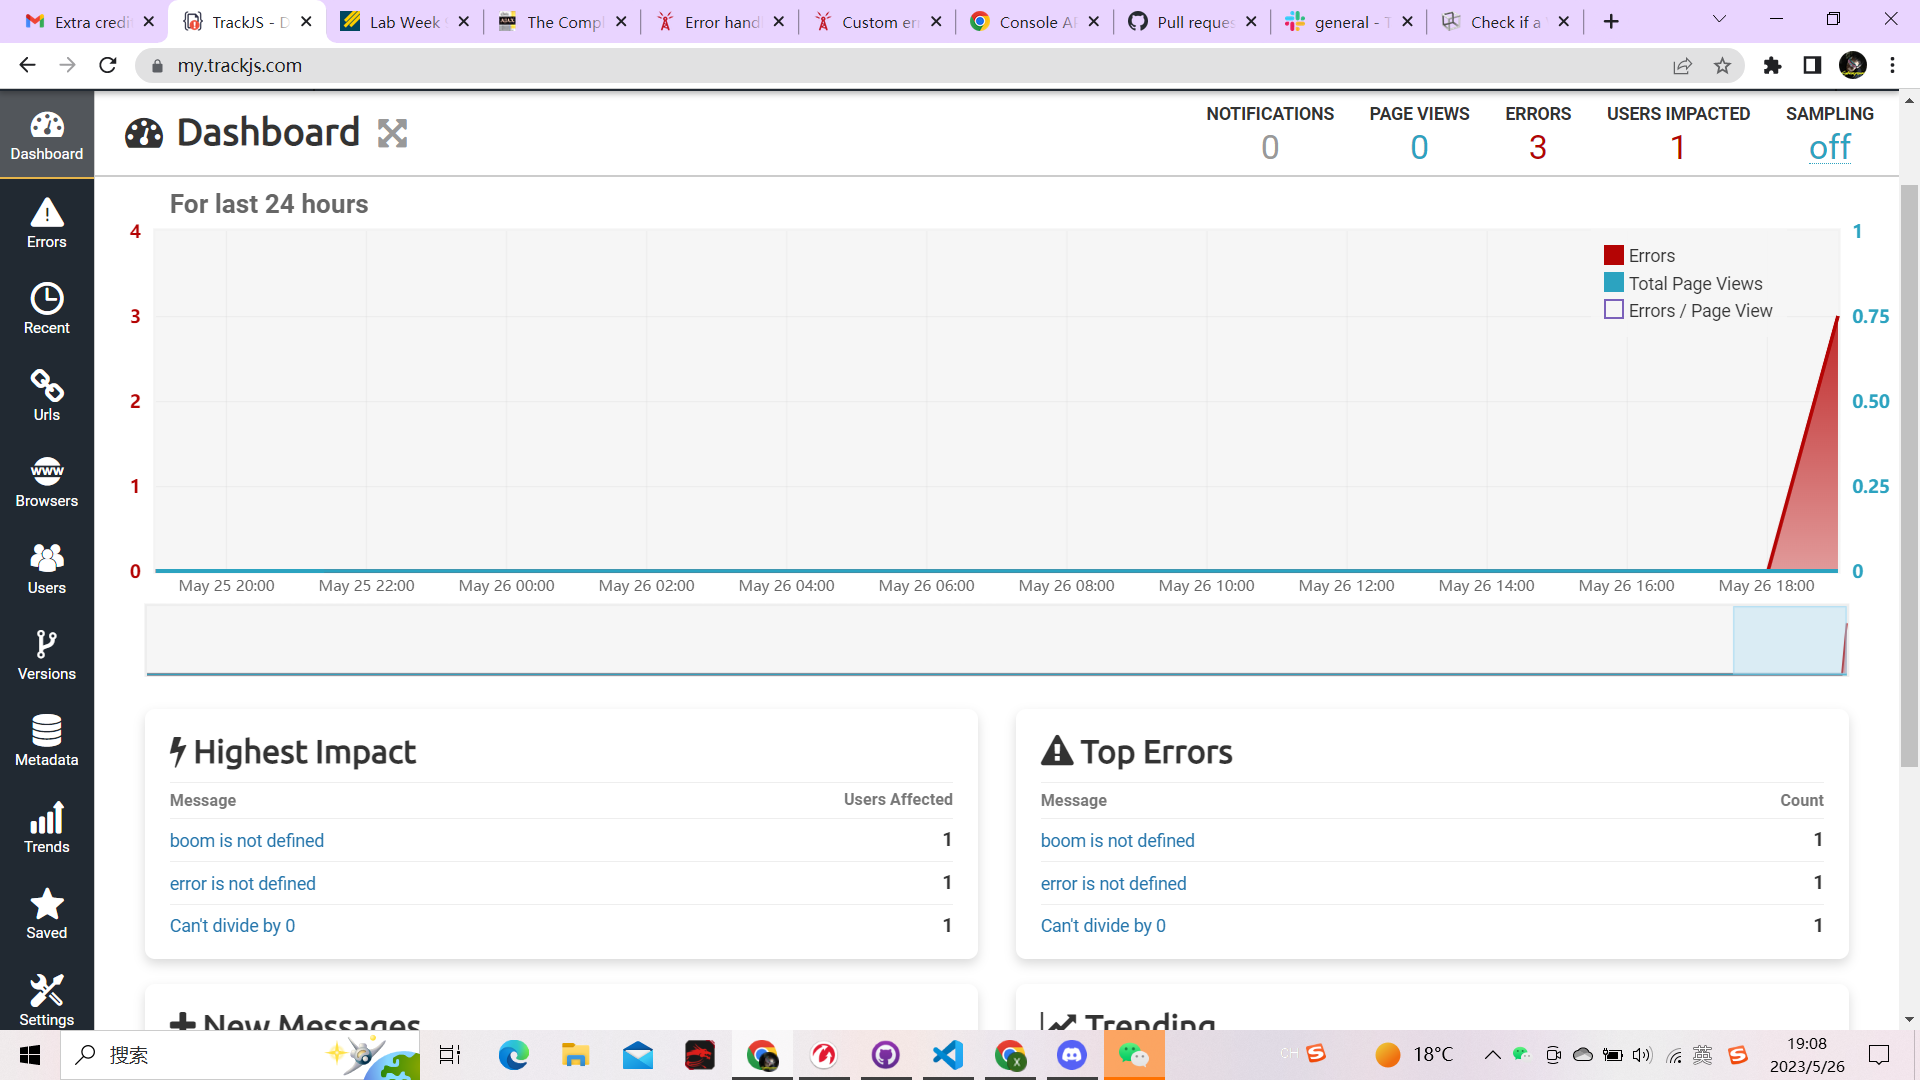 Extra credi
TrackJS - D
Lab Week
The Compl
Error hand
Custom er
Console A
Pull reques
general - T
Check if a
my.trackjs.com
Dashboard
NOTIFICATIONS
0
PAGE VIEWS
0
ERRORS
3
USERS IMPACTED
1
SAMPLING
off
Dashboard
Errors
Recent
Urls
www
Browsers
Users
Versions
Metadata
Trends
Saved
Settings
For last 24 hours
4
3
2
1
0
1
0.75
0.50
0.25
0
Errors
Total Page Views
Errors / Page View
May 25 20:00
May 25 22:00
May 26 00:00
May 26 02:00
May 26 04:00
May 26 06:00
May 26 08:00
May 26 10:00
May 26 12:00
May 26 14:00
May 26 16:00
May 26 18:00
Highest Impact
Message Users Affected
boom is not defined 1
error is not defined 1
Can't divide by 0 1
Top Errors
Message Count
boom is not defined 1
error is not defined 1
Can't divide by 0 1
New Messages
Trending
搜索
CH
18°C
英
19:08
2023/5/26